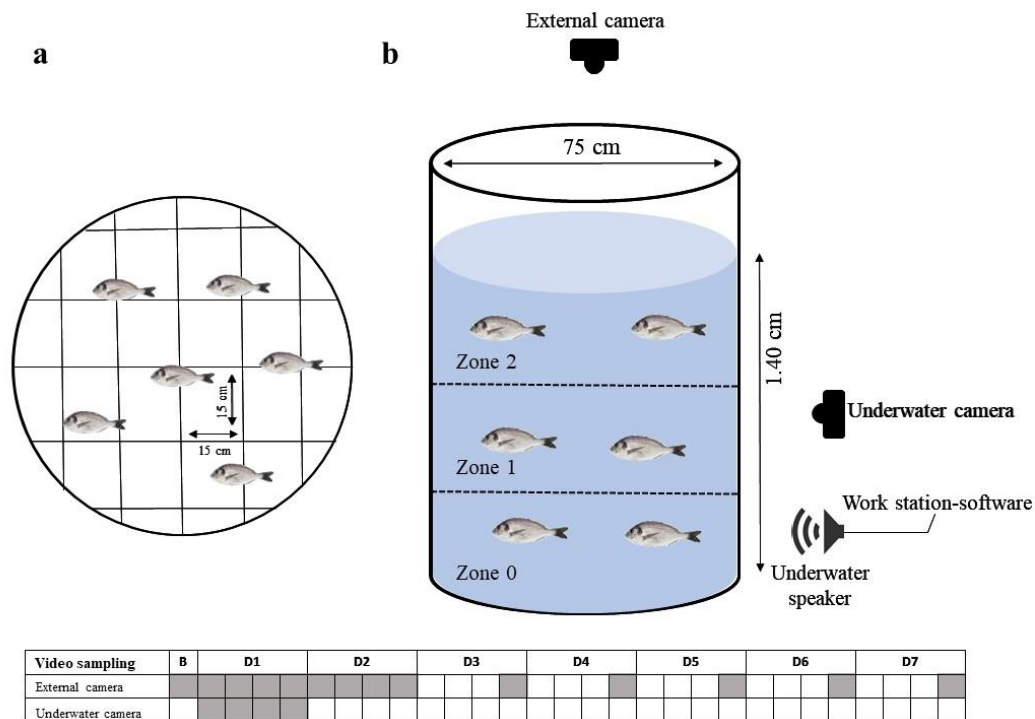 External camera
a
b
75 cm
15 cm
15 cm
Zone 2
Zone 1
Zone 0
1.40 cm
Underwater camera
Work station-software
Underwater
speaker
Video sampling B D1 D2 D3 D4 D5 D6 D7
External camera
Underwater camera